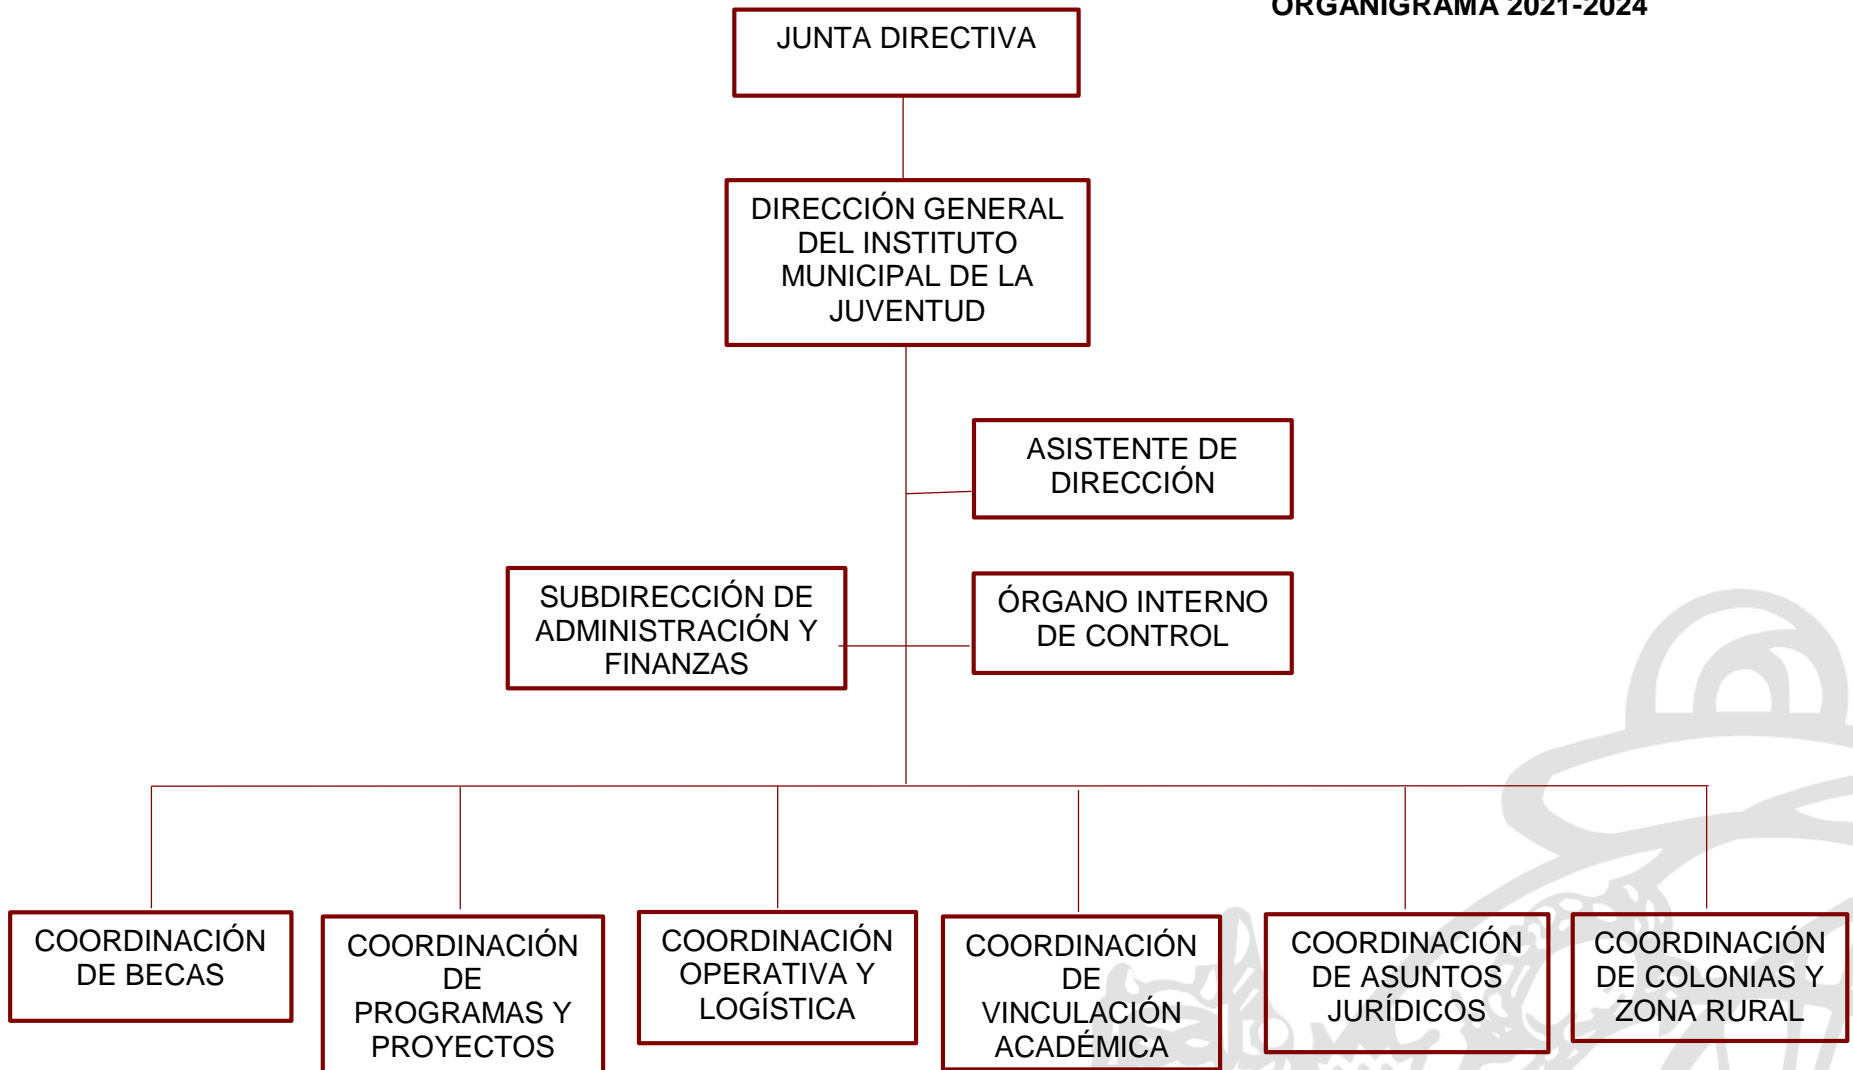 ORGANIGRAMA 2021-2024
JUNTA DIRECTIVA
DIRECCIÓN GENERAL
DEL INSTITUTO
MUNICIPAL DE LA
JUVENTUD
ASISTENTE DE
DIRECCIÓN
SUBDIRECCIÓN DE
ADMINISTRACIÓN Y
FINANZAS
ÓRGANO INTERNO
DE CONTROL
COORDINACIÓN
DE BECAS
COORDINACIÓN
DE
PROGRAMAS Y
PROYECTOS
COORDINACIÓN
OPERATIVA Y
LOGÍSTICA
COORDINACIÓN
DE
VINCULACIÓN
ACADÉMICA
COORDINACIÓN
DE ASUNTOS
JURÍDICOS
COORDINACIÓN
DE COLONIAS Y
ZONA RURAL